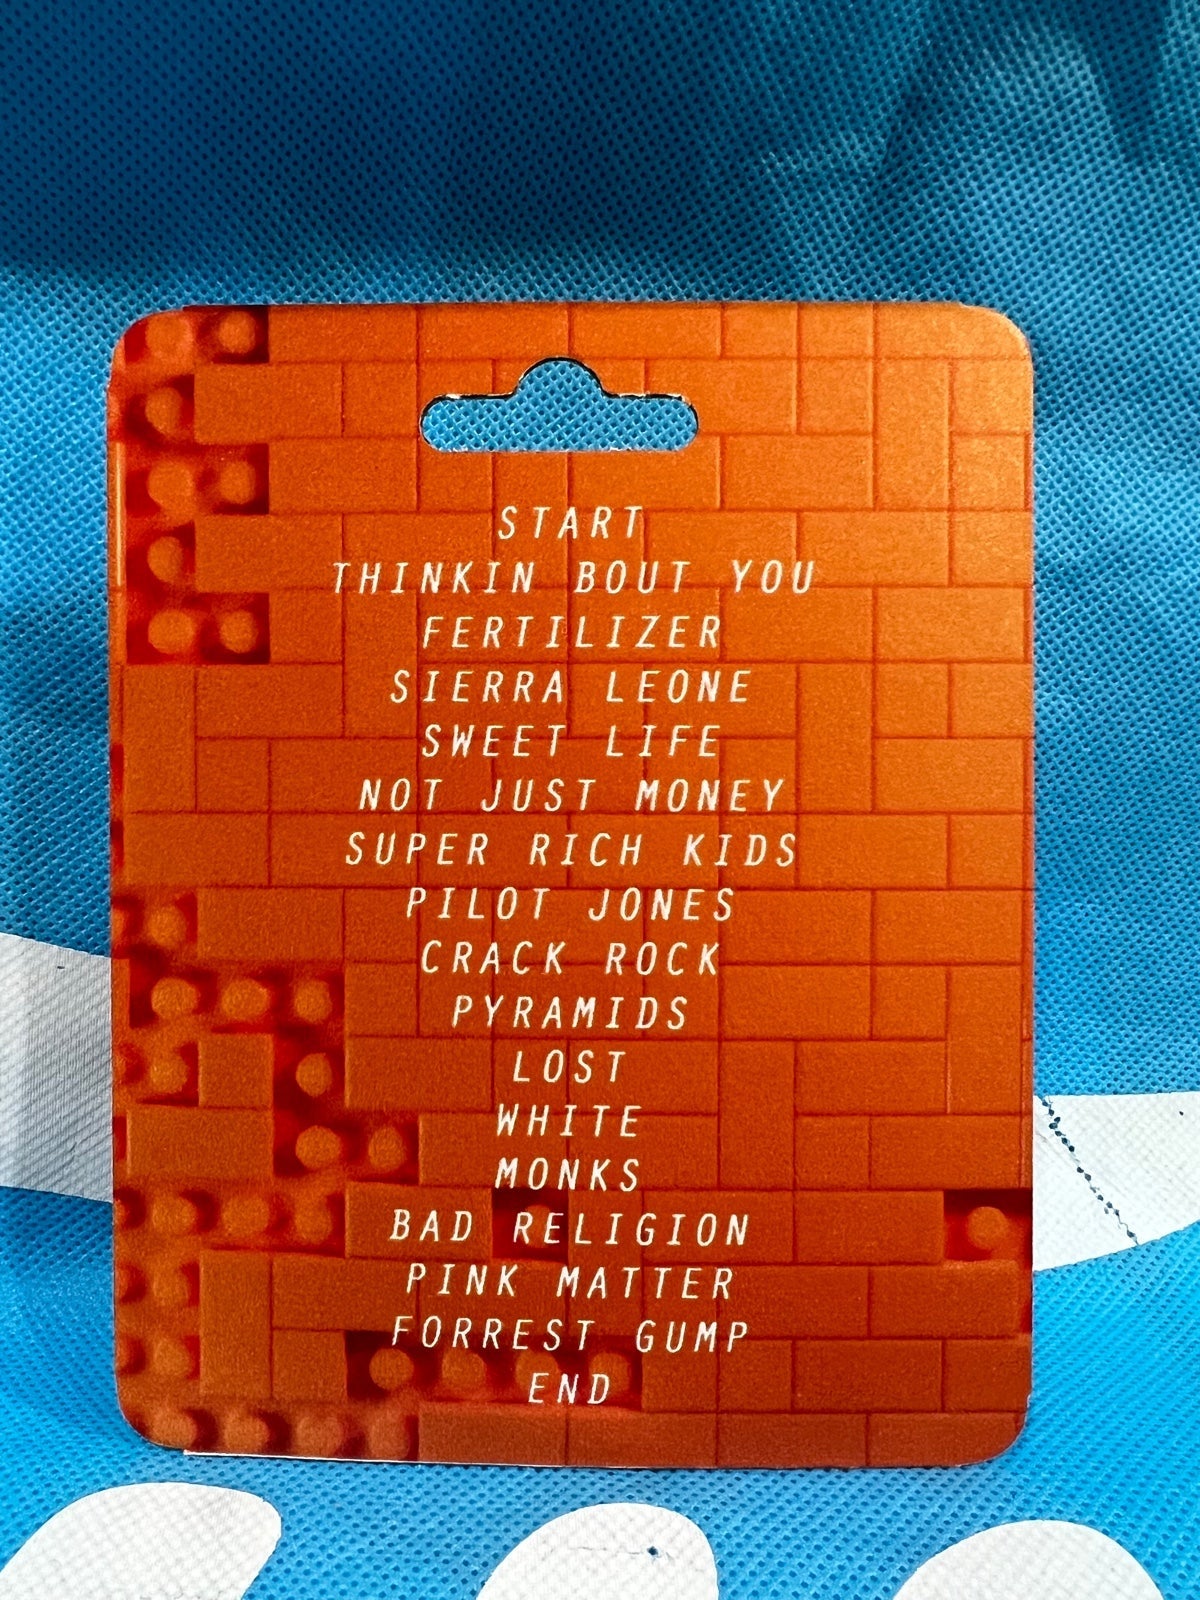 START
THINKIN BOUT YOU
FERTILIZER
SIERRA LEONE
SWEET LIFE
NOT JUST MONEY
SUPER RICH KIDS
PILOT JONES
CRACK ROCK
PYRAMIDS
LOST
WHITE
MONKS
BAD RELIGION
PINK MATTER
FORREST GUMP
END